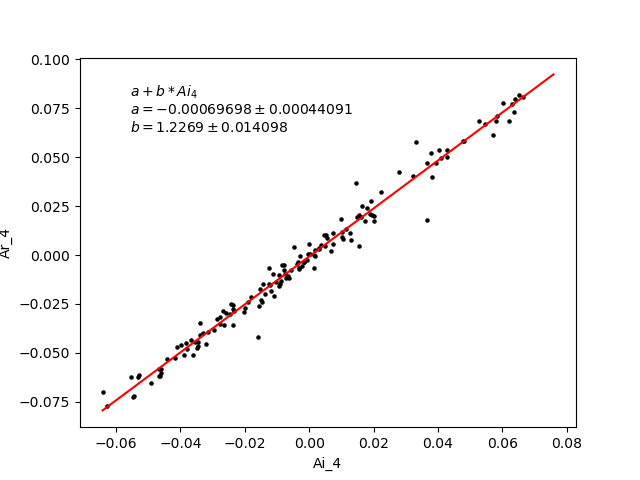 0.100
0.075
0.050
0.025
0.000
−0.025
−0.050
−0.075
Ar_4
a + b * Ai₄
a = −0.00069698 ± 0.00044091
b = 1.2269 ± 0.014098
−0.06 −0.04 −0.02 0.00 0.02 0.04 0.06 0.08
Ai_4